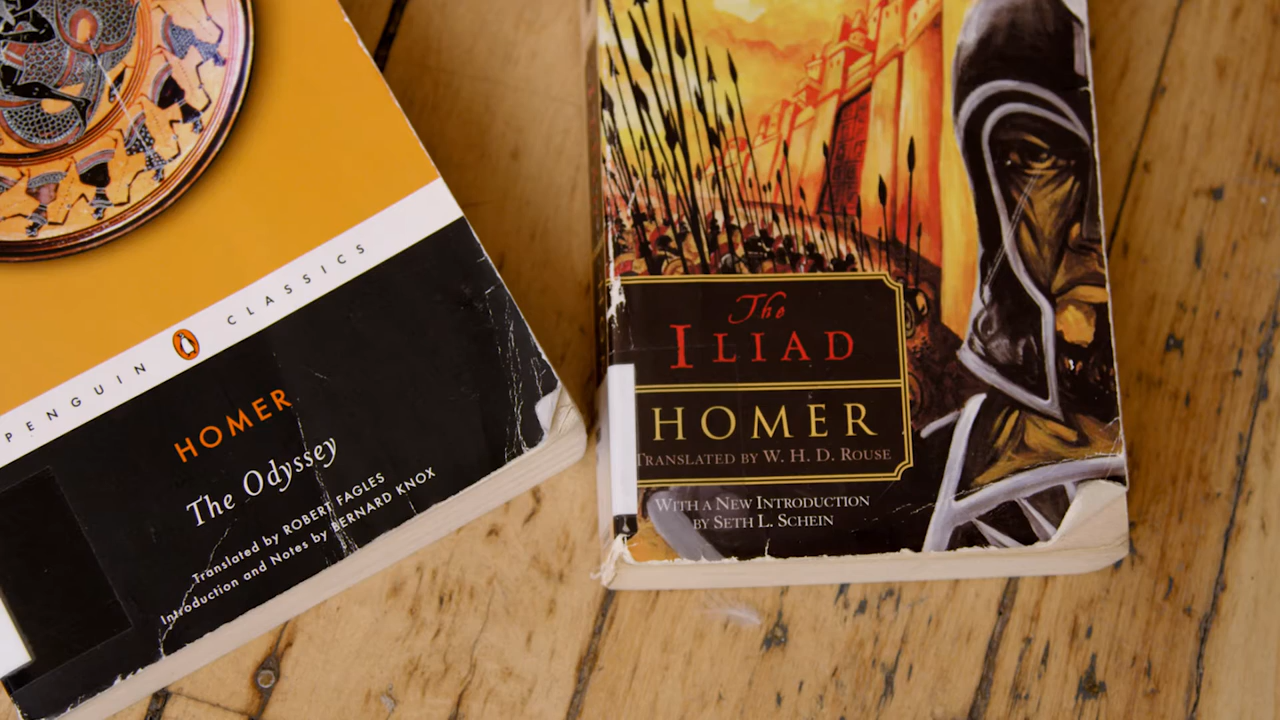 PENGUIN CLASSICS
HOMER
The Odyssey
Translated by ROBERT FAGLES
Introduction and Notes by BERNARD KNOX
The
ILIAD
HOMER
TRANSLATED BY W. H. D. ROUSE
WITH A NEW INTRODUCTION
BY SETH L. SCHEIN